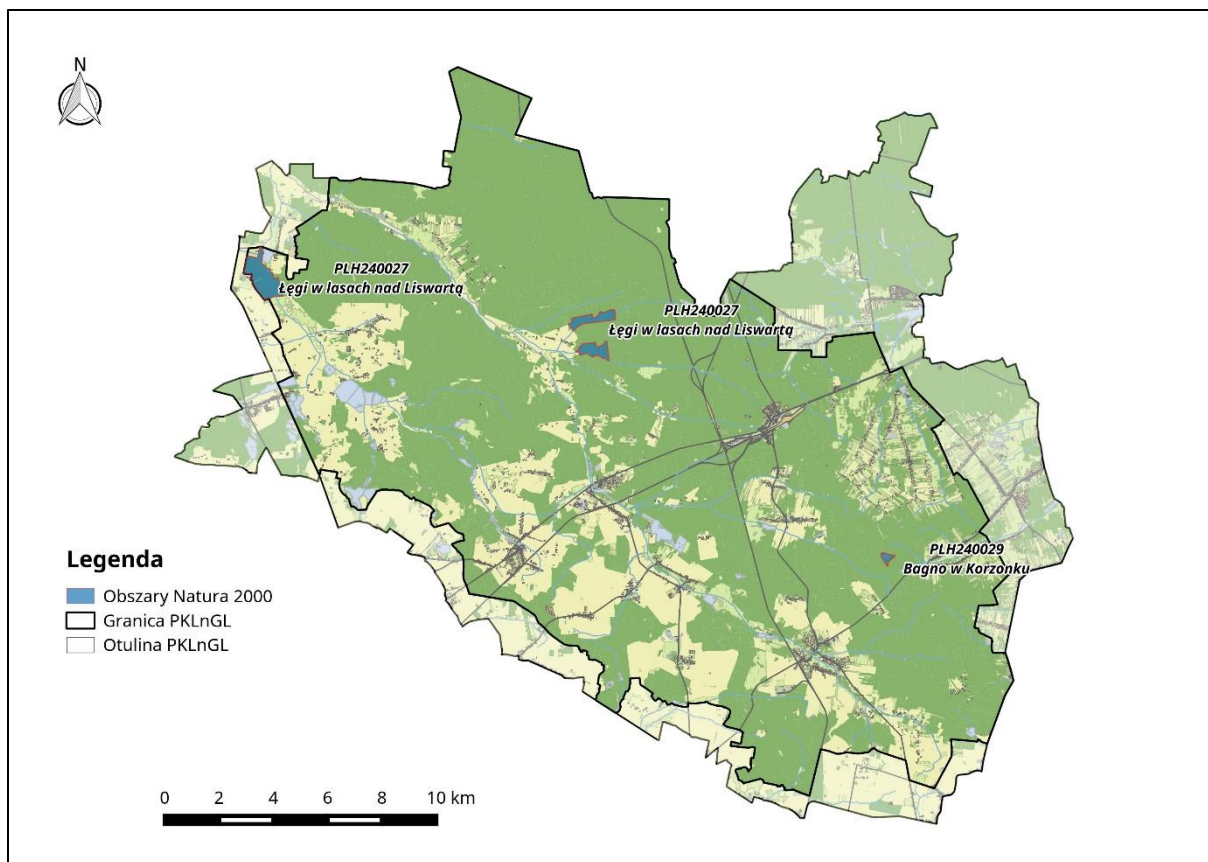 N
PLH240027
Łęgi w lasach nad Liswartą
PLH240027
Łęgi w lasach nad Liswartą
PLH240029
Bagno w Korzonku
Legenda
Obszary Natura 2000
Granica PKLnGL
Otulina PKLnGL
0 2 4 6 8 10 km